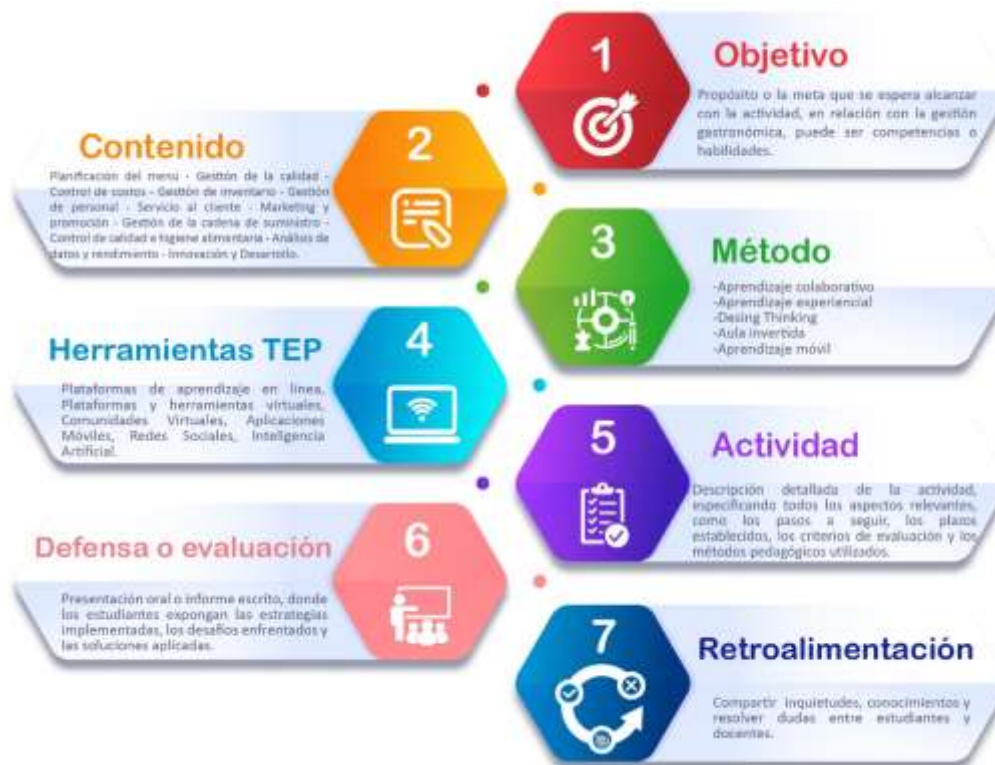 1
Objetivo
Propósito o la meta que se espera alcanzar
con la actividad, en relación con la gestión
gastronómica, puede ser competencias o
habilidades.
2
Contenido
Planificación del menú - Gestión de la calidad -
Control de costos - Gestión de inventario - Gestión
de personal - Servicio al cliente - Marketing y
promoción - Gestión de la cadena de suministro -
Control de calidad e higiene alimentaria - Análisis de
datos y rendimiento - Innovación y Desarrollo.
3
Método
-Aprendizaje colaborativo
-Aprendizaje experiencial
-Desing Thinking
-Aula invertida
-Aprendizaje móvil
4
Herramientas TEP
Plataformas de aprendizaje en línea,
Plataformas y herramientas virtuales,
Comunidades Virtuales, Aplicaciones
Móviles, Redes Sociales, Inteligencia
Artificial.
5
Actividad
Descripción detallada de la actividad,
especificando todos los aspectos relevantes,
como los pasos a seguir, los plazos
establecidos, los criterios de evaluación y los
métodos pedagógicos utilizados.
6
Defensa o evaluación
Presentación oral o informe escrito, donde
los estudiantes expongan las estrategias
implementadas, los desafíos enfrentados y
las soluciones aplicadas.
7
Retroalimentación
Compartir inquietudes, conocimientos y
resolver dudas entre estudiantes y
docentes.